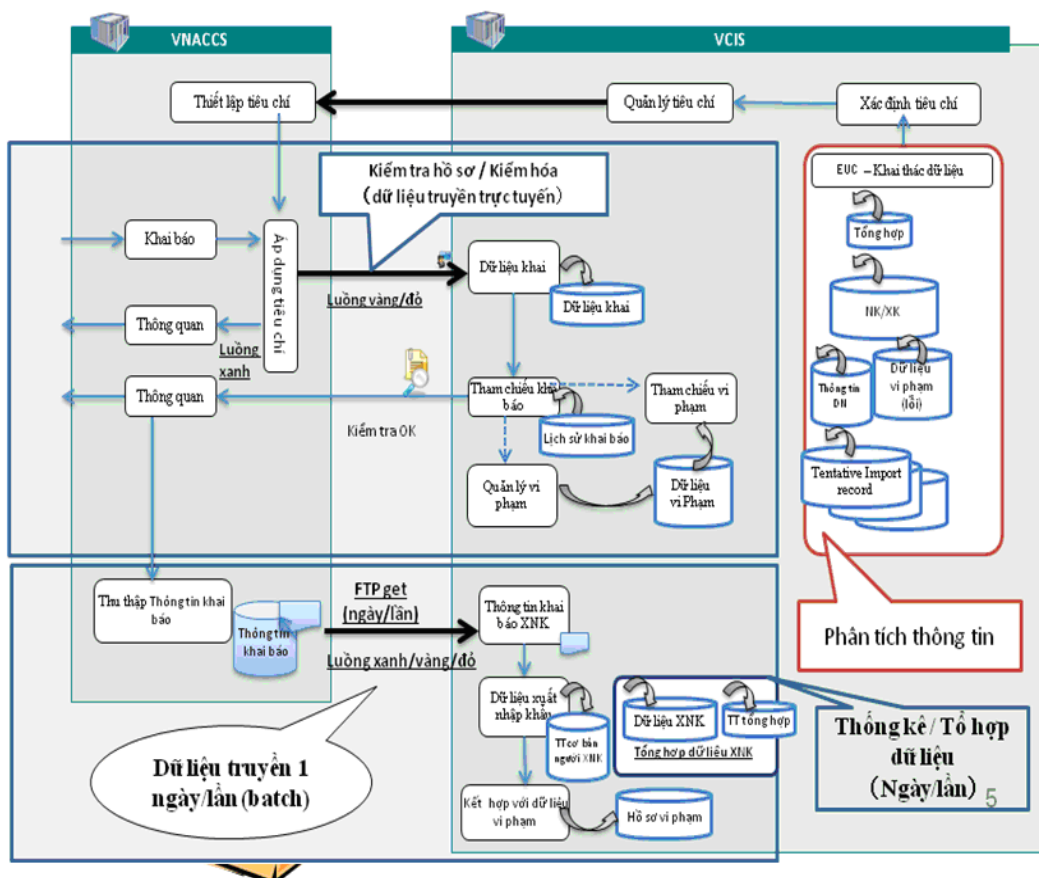 VNACCS
VCIS
Thiết lập tiêu chí
Quản lý tiêu chí
Xác định tiêu chí
Kiểm tra hồ sơ / Kiểm hóa
(dữ liệu truyền trực tuyến)
EUC – Khai thác dữ liệu
Tổng hợp
NK/XK
Thông tin
DN
Dữ liệu
vi phạm
(lỗi)
Tentative Import
record
Khai báo
Áp dụng tiêu chí
Luồng vàng/đỏ
Dữ liệu khai
Dữ liệu khai
Thông quan
Luồng
xanh
Thông quan
Kiểm tra OK
Tham chiếu khai
báo
Tham chiếu vi
phạm
Lịch sử khai báo
Quản lý vi
phạm
Dữ liệu
vi Phạm
Thu thập Thông tin khai
báo
Thông tin
khai báo
FTP get
(ngày/lần)
Luồng xanh/vàng/đỏ
Thông tin khai
báo XNK
Phân tích thông tin
Dữ liệu xuất
nhập khẩu
TT cơ bản
người XNK
Dữ liệu XNK
TT tổng hợp
Tổng hợp dữ liệu XNK
Thống kê / Tổ hợp
dữ liệu
(Ngày/lần)
5
Dữ liệu truyền 1
ngày/lần (batch)
Kết hợp với dữ liệu
vi phạm
Hồ sơ vi phạm